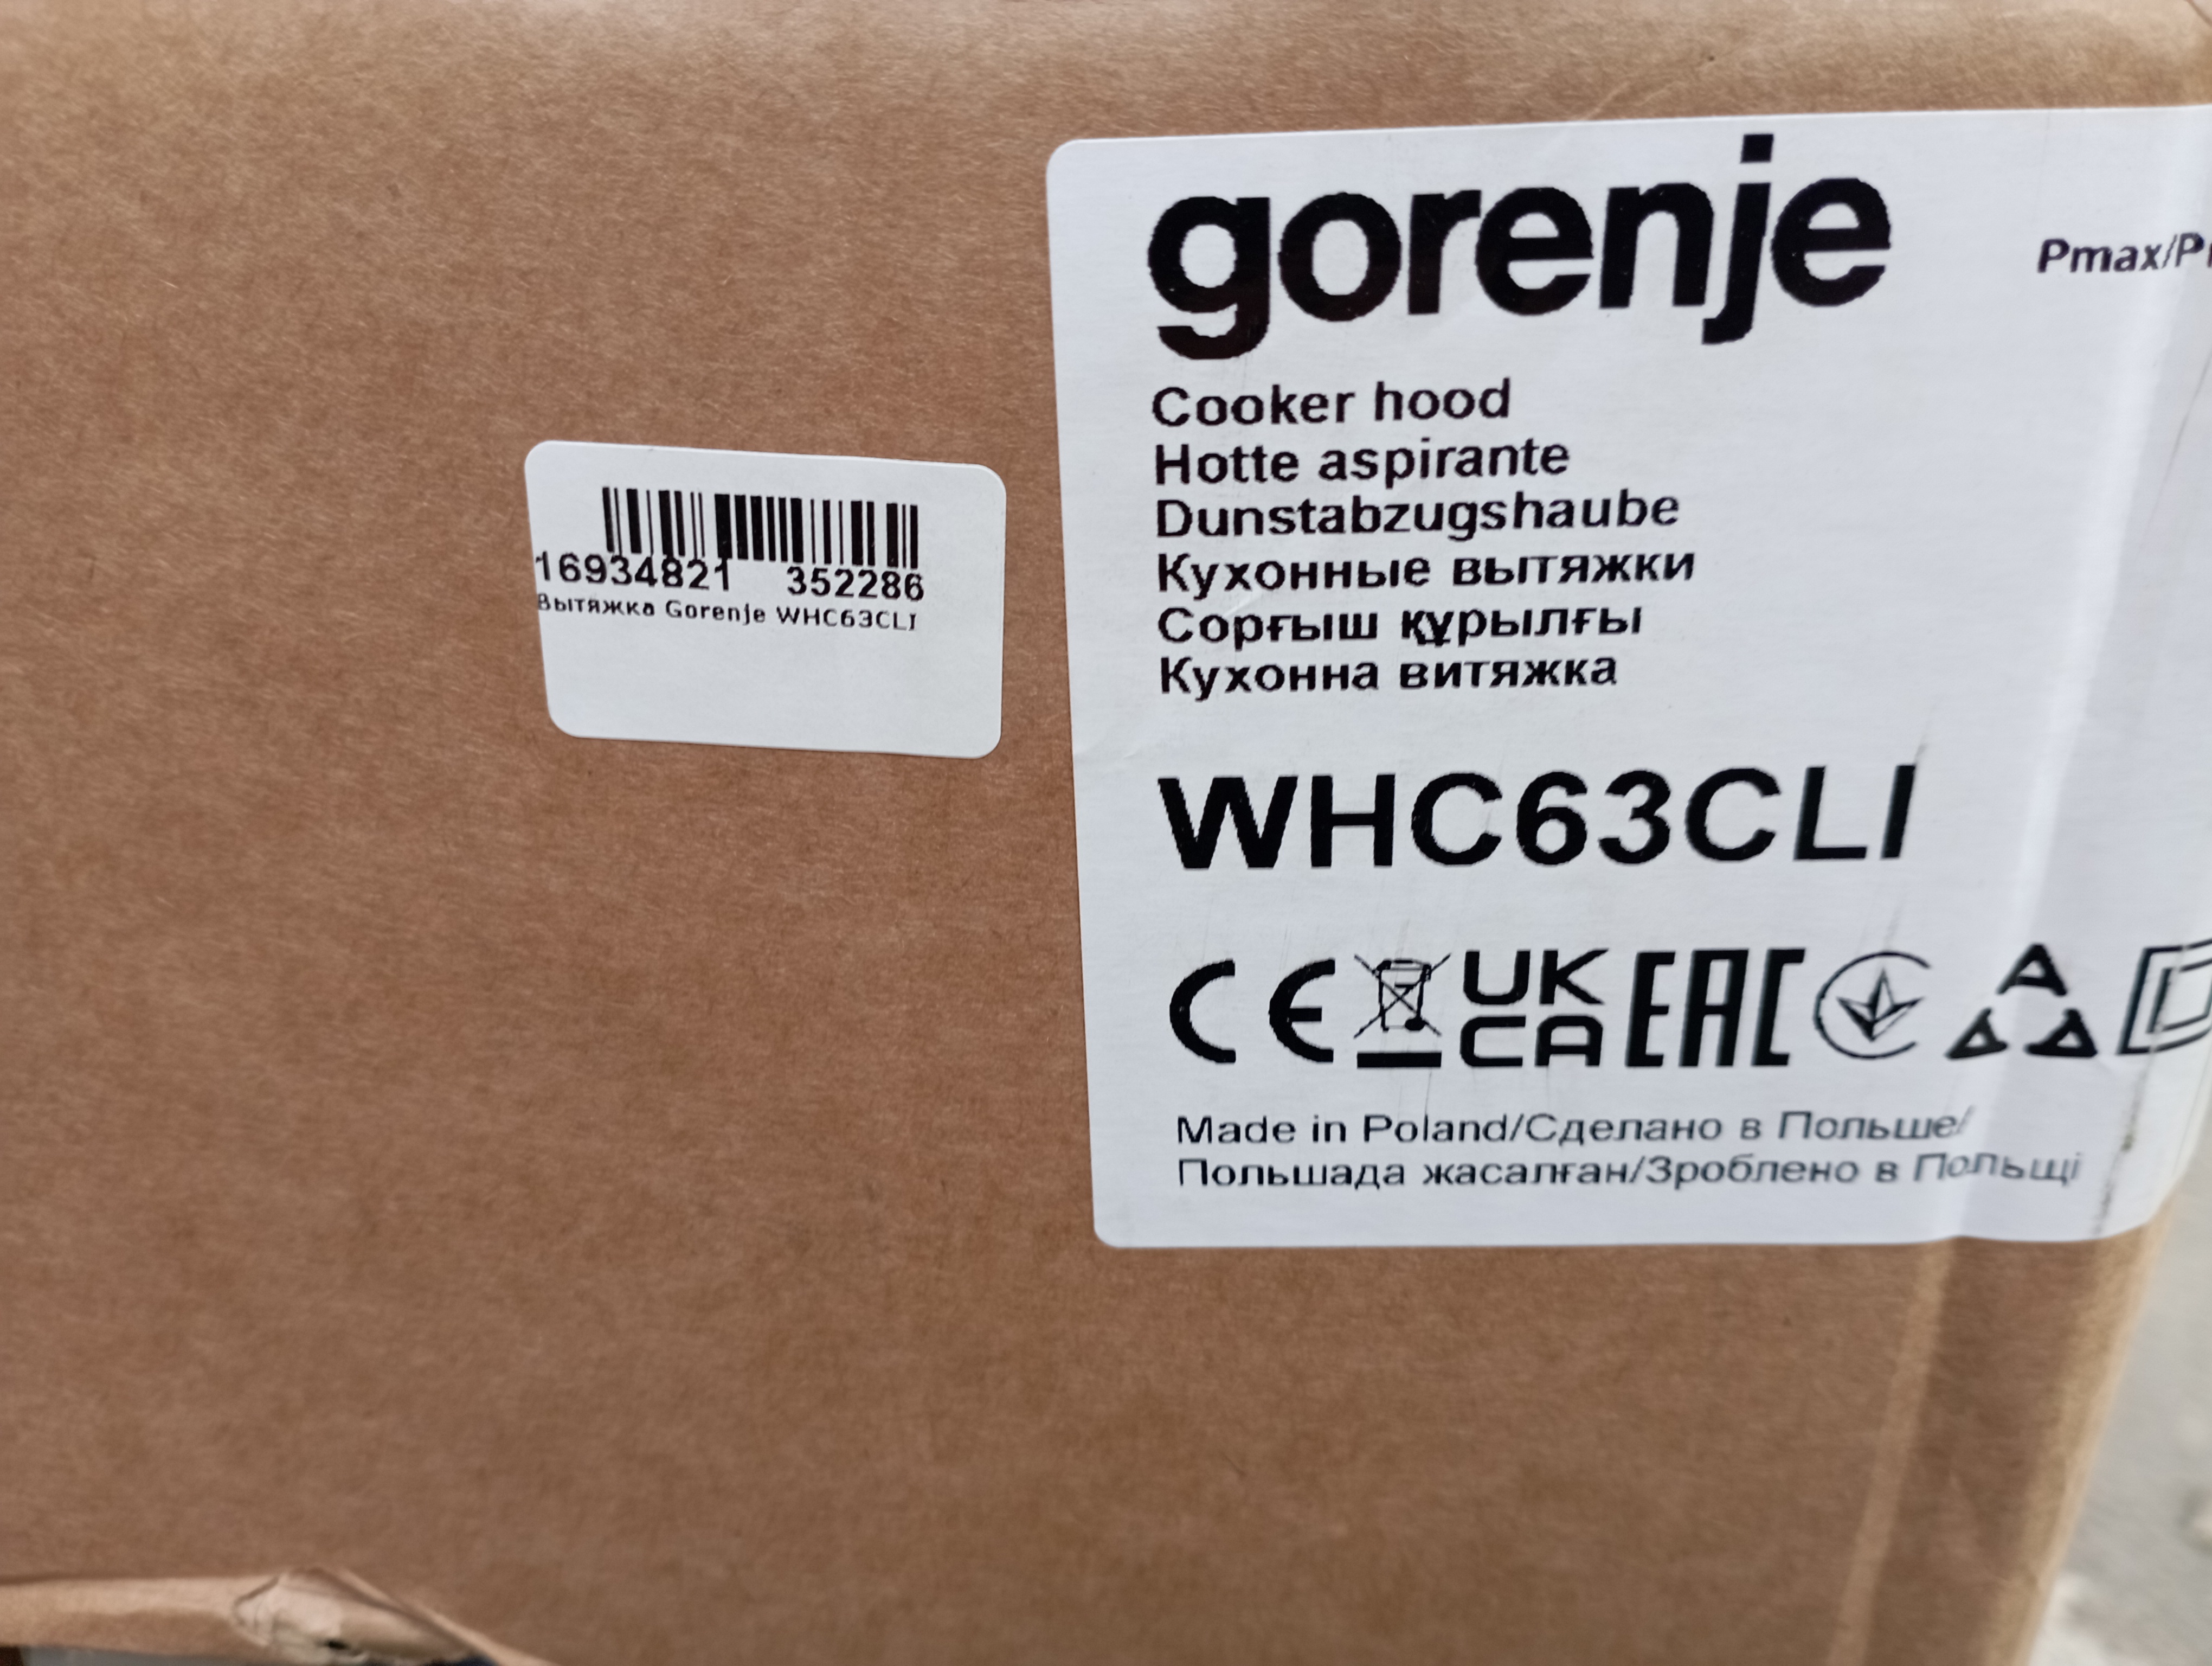 16934821 352286
Вытяжка Gorenje WHC63CLI
gorenje
Pmax/P
Cooker hood
Hotte aspirante
Dunstabzugshaube
Кухонные вытяжки
Сорғыш құрылғы
Кухонна витяжка
WHC63CLI
CE UK CA EAC
Made in Poland/Сделано в Польше/
Польшада жасалған/Зроблено в Польщі